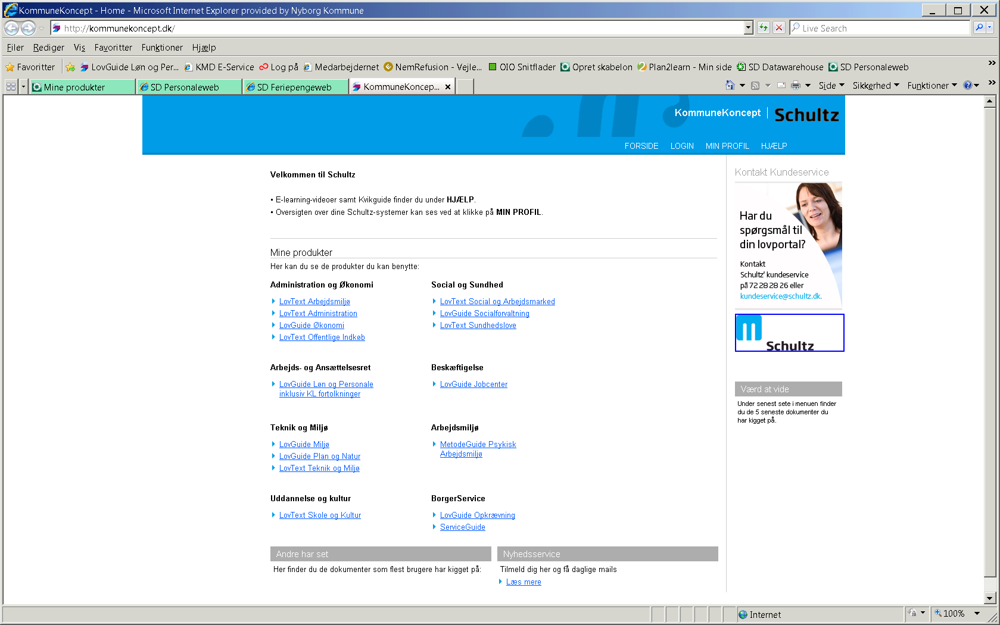 KommuneKoncept - Home - Microsoft Internet Explorer provided by Nyborg Kommune
http://kommunekoncept.dk/
Live Search
Filer Rediger Vis Favoritter Funktioner Hjælp
Favoritter LovGuide Løn og Per... KMD E-Service Log på Medarbejdernet NemRefusion - Vejle... OIO Snitflader Opret skabelon Plan2learn - Min side SD Datawarehouse SD Personaleweb
Mine produkter SD Personaleweb SD Feriepengeweb KommuneKoncep... Side Sikkerhed Funktioner
KommuneKoncept | Schultz
FORSIDE LOGIN MIN PROFIL HJÆLP
Velkommen til Schultz
• E-learning-videoer samt Kvikguide finder du under HJÆLP.
• Oversigten over dine Schultz-systemer kan ses ved at klikke på MIN PROFIL.
Mine produkter
Her kan du se de produkter du kan benytte:
Administration og Økonomi
LovText Arbejdsmiljø
LovText Administration
LovGuide Økonomi
LovText Offentlige Indkøb
Social og Sundhed
LovText Social og Arbejdsmarked
LovGuide Socialforvaltning
LovText Sundhedslove
Arbejds- og Ansættelsesret
LovGuide Løn og Personale
inklusiv KL fortolkninger
Beskæftigelse
LovGuide Jobcenter
Teknik og Miljø
LovGuide Miljø
LovGuide Plan og Natur
LovText Teknik og Miljø
Arbejdsmiljø
MetodeGuide Psykisk
Arbejdsmiljø
Uddannelse og kultur
LovText Skole og Kultur
BorgerService
LovGuide Opkrævning
ServiceGuide
Andre har set
Her finder du de dokumenter som flest brugere har kigget på:
Nyhedsservice
Tilmeld dig her og få daglige mails
Læs mere
Kontakt Kundeservice
Har du
spørgsmål til
din lovportal?
Kontakt
Schultz' kundeservice
på 72 28 28 26 eller
kundeservice@schultz.dk.
Schultz
Værd at vide
Under senest sete i menuen finder
du de 5 seneste dokumenter du
har kigget på.
Internet
100%